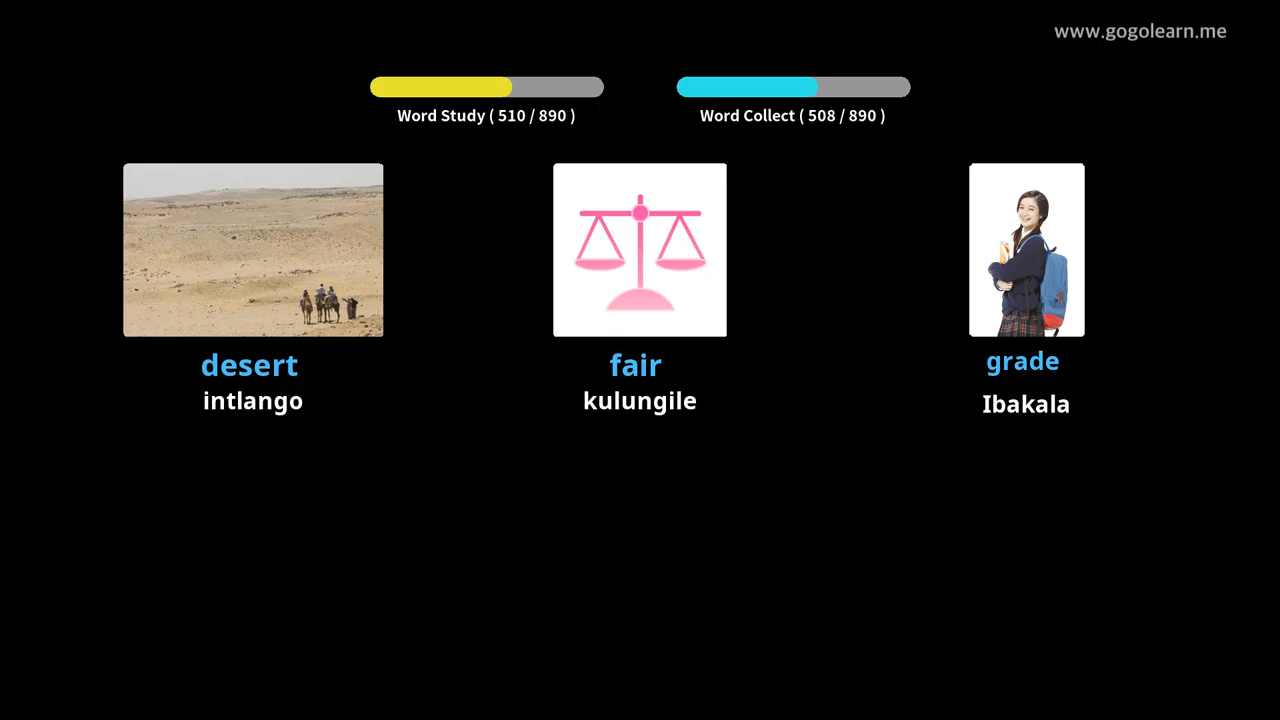 www.gogolearn.me
Word Study ( 510 / 890 )
Word Collect ( 508 / 890 )
desert
intlango
fair
kulungile
grade
Ibakala